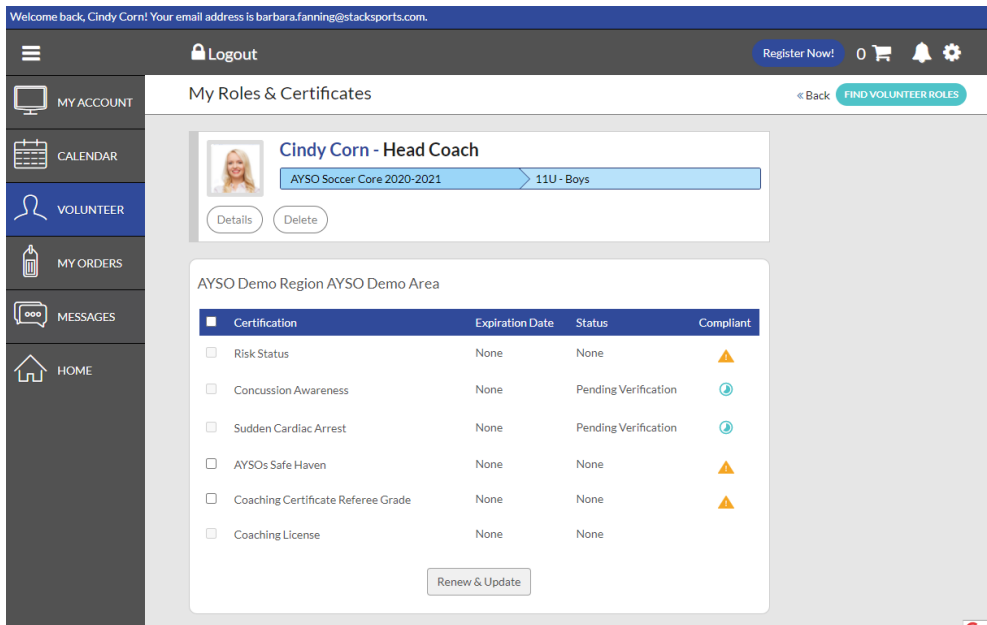 Welcome back, Cindy Corn! Your email address is barbara.fanning@stacksports.com.
Logout
Register Now!
0
MY ACCOUNT
CALENDAR
VOLUNTEER
MY ORDERS
MESSAGES
HOME
My Roles & Certificates
« Back
FIND VOLUNTEER ROLES
Cindy Corn - Head Coach
AYSO Soccer Core 2020-2021
11U - Boys
Details
Delete
AYSO Demo Region AYSO Demo Area
Certification Expiration Date Status Compliant
Risk Status None None
Concussion Awareness None Pending Verification
Sudden Cardiac Arrest None Pending Verification
AYSOs Safe Haven None None
Coaching Certificate Referee Grade None None
Coaching License None None
Renew & Update